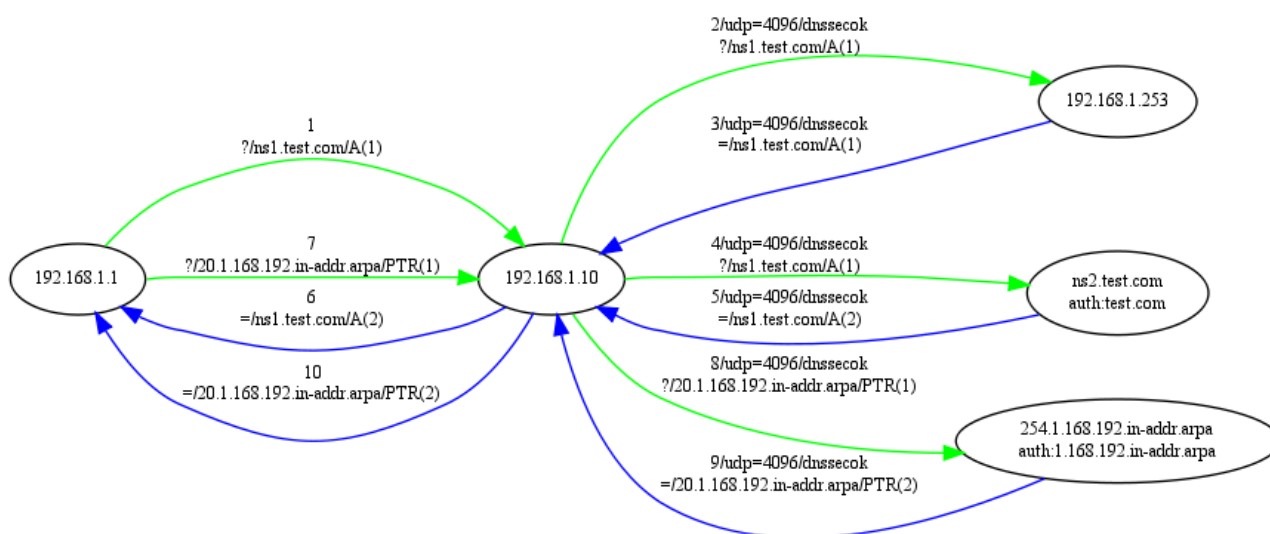 2/udp=4096/dnssecok
?/ns1.test.com/A(1)
192.168.1.253
3/udp=4096/dnssecok
=/ns1.test.com/A(1)
1
?/ns1.test.com/A(1)
7
?/20.1.168.192.in-addr.arpa/PTR(1)
4/udp=4096/dnssecok
?/ns1.test.com/A(1)
192.168.1.1
192.168.1.10
ns2.test.com
auth:test.com
6
=/ns1.test.com/A(2)
5/udp=4096/dnssecok
=/ns1.test.com/A(2)
10
=/20.1.168.192.in-addr.arpa/PTR(2)
8/udp=4096/dnssecok
?/20.1.168.192.in-addr.arpa/PTR(1)
254.1.168.192.in-addr.arpa
auth:1.168.192.in-addr.arpa
9/udp=4096/dnssecok
=/20.1.168.192.in-addr.arpa/PTR(2)